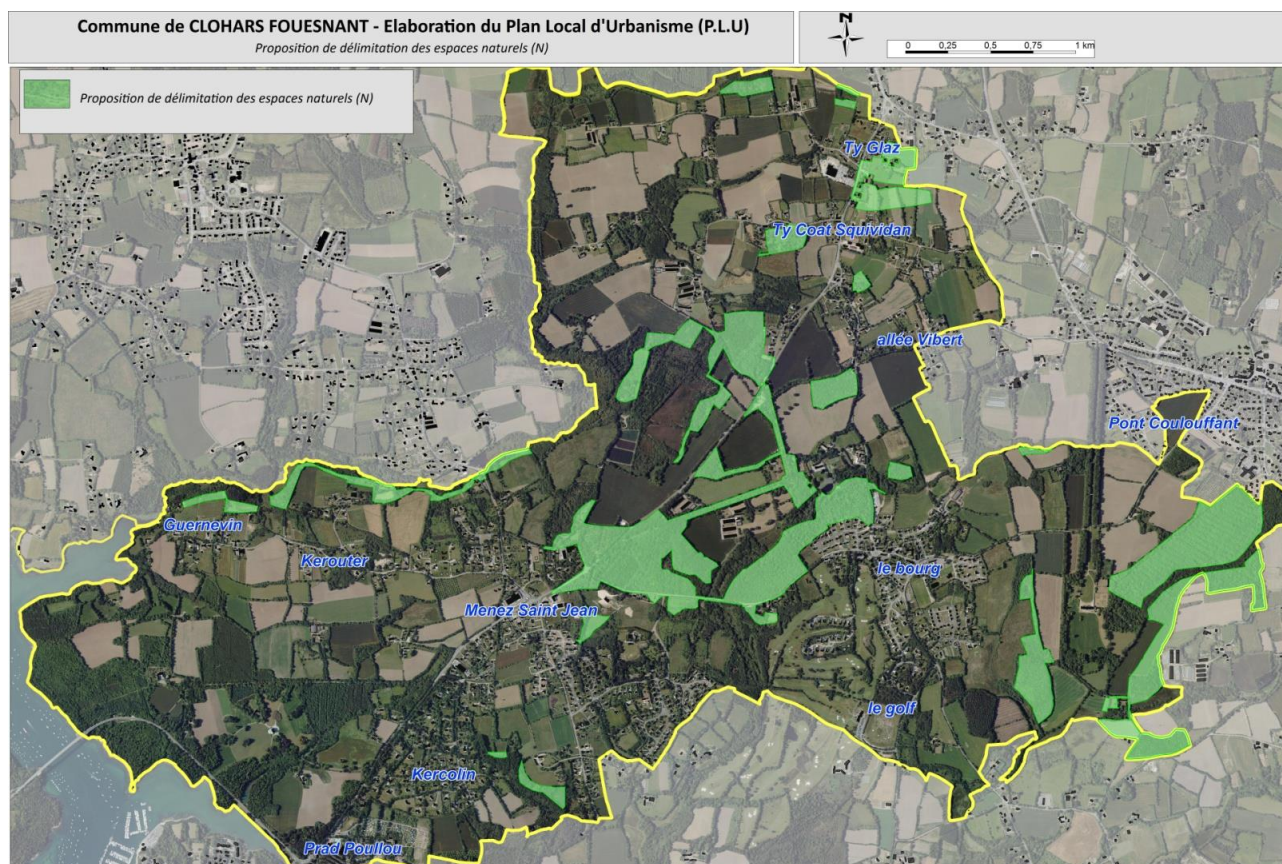 Commune de CLOHARS FOUESNANT - Elaboration du Plan Local d'Urbanisme (P.L.U)
Proposition de délimitation des espaces naturels (N)
N
0 0,25 0,5 0,75 1 km
Proposition de délimitation des espaces naturels (N)
Ty Glaz
Ty Coat Squividan
allée Vibert
Pont Coulouffant
Guernevin
Kerouter
le bourg
Menez Saint Jean
le golf
Kercolin
Prad Poullou